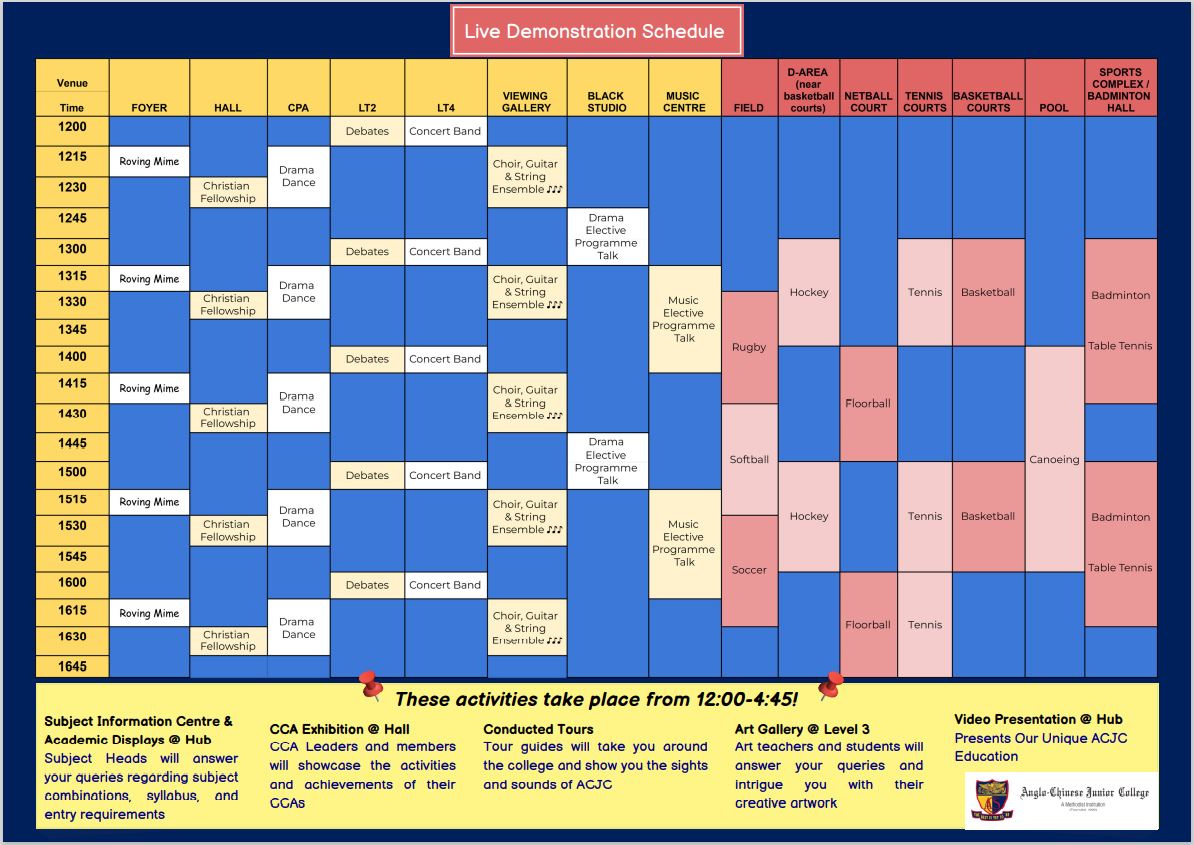 Live Demonstration Schedule
Venue
Time
FOYER
HALL
CPA
LT2
LT4
VIEWING
GALLERY
BLACK
STUDIO
MUSIC
CENTRE
FIELD
D-AREA
(near
basketball
courts)
NETBALL
COURT
TENNIS
COURTS
BASKETBALL
COURTS
POOL
SPORTS
COMPLEX /
BADMINTON
HALL
1200
Debates
Concert Band
1215
Roving Mime
Drama
Dance
Choir, Guitar
& String
Ensemble ♪♪♪
1230
Christian
Fellowship
1245
Drama
Elective
Programme
Talk
1300
Debates
Concert Band
Hockey
Tennis
Basketball
Badminton
Table Tennis
1315
Roving Mime
Drama
Dance
Choir, Guitar
& String
Ensemble ♪♪♪
Music
Elective
Programme
Talk
1330
Christian
Fellowship
Rugby
1345
1400
Debates
Concert Band
Floorball
Canoeing
1415
Roving Mime
Drama
Dance
Choir, Guitar
& String
Ensemble ♪♪♪
1430
Christian
Fellowship
Softball
1445
Drama
Elective
Programme
Talk
1500
Debates
Concert Band
Hockey
Tennis
Basketball
Badminton
Table Tennis
1515
Roving Mime
Drama
Dance
Choir, Guitar
& String
Ensemble ♪♪♪
Music
Elective
Programme
Talk
1530
Christian
Fellowship
Soccer
1545
1600
Debates
Concert Band
Floorball
Tennis
1615
Roving Mime
Drama
Dance
Choir, Guitar
& String
Ensemble ♪♪♪
1630
Christian
Fellowship
1645
These activities take place from 12:00-4:45!
Subject Information Centre &
Academic Displays @ Hub
Subject Heads will answer
your queries regarding subject
combinations, syllabus, and
entry requirements
CCA Exhibition @ Hall
CCA Leaders and members
will showcase the activities
and achievements of their
CCAs
Conducted Tours
Tour guides will take you around
the college and show you the sights
and sounds of ACJC
Art Gallery @ Level 3
Art teachers and students will
answer your queries and
intrigue you with their
creative artwork
Video Presentation @ Hub
Presents Our Unique ACJC
Education
Anglo-Chinese Junior College
A Methodist Institution